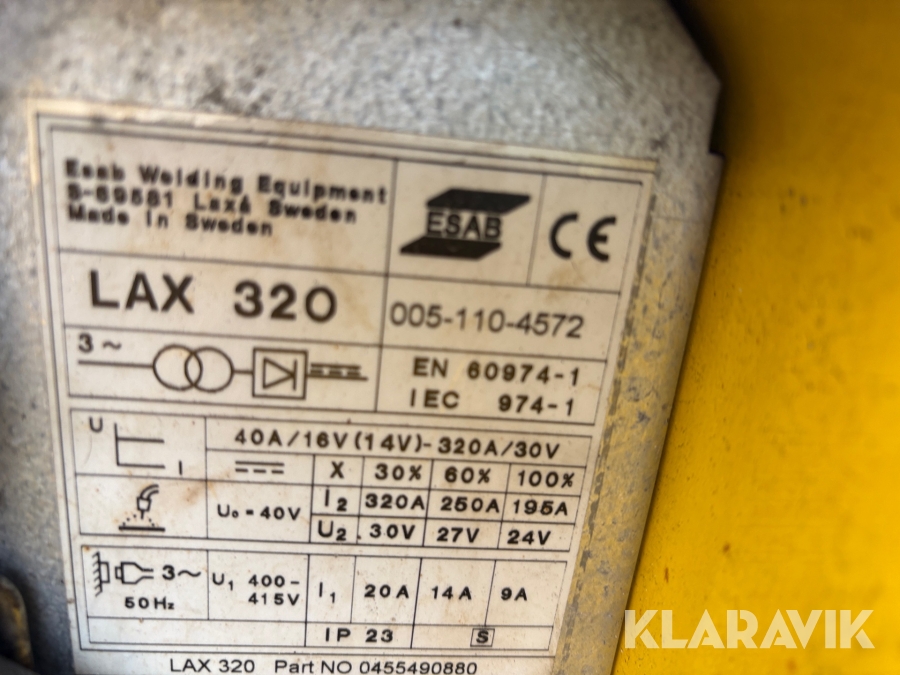 Esab Welding Equipment
S-69581 Laxå Sweden
Made In Sweden
ESAB
CE
LAX 320
005-110-4572
3~
EN 60974-1
IEC 974-1
U
I
40A/16V(14V)-320A/30V
X 30% 60% 100%
U₀=40V
I₂ 320A 250A 195A
U₂ 30V 27V 24V
3~
50Hz
U₁ 400-
415V
I₁ 20A 14A 9A
IP 23
S
LAX 320 Part NO 0455490880
KLARAVIK